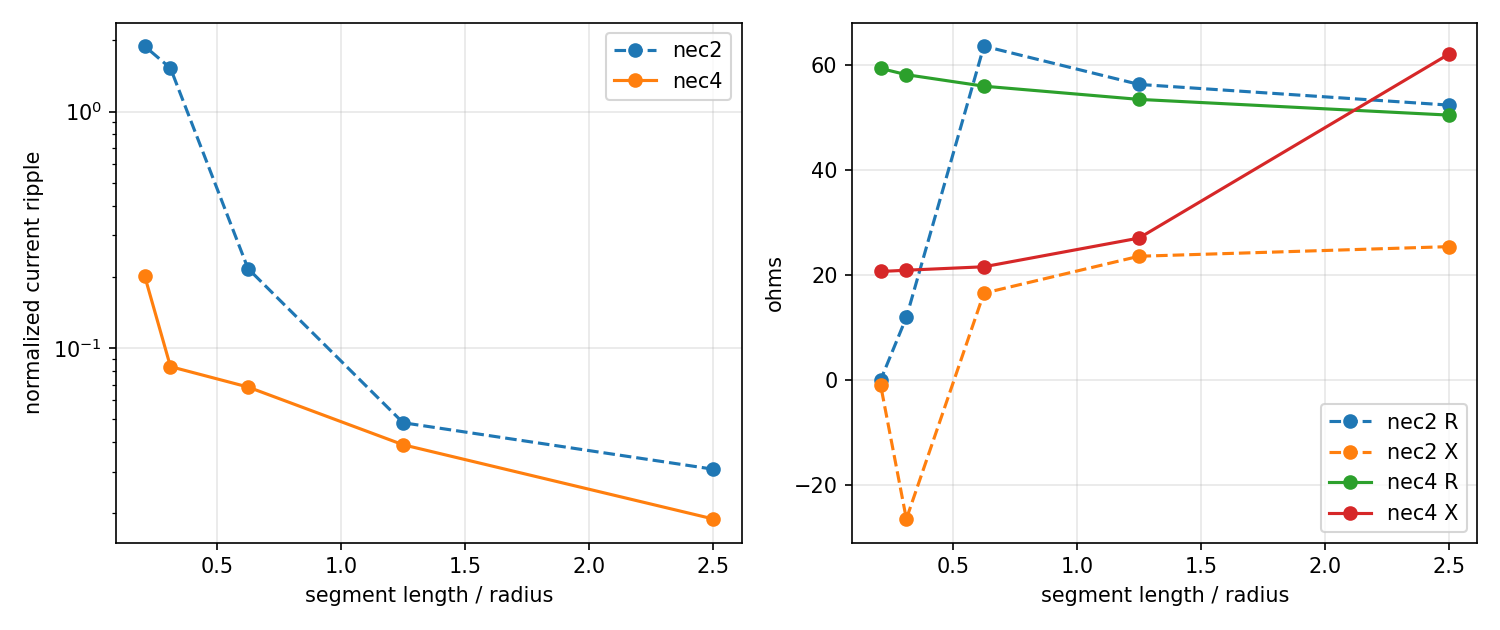 normalized current ripple
10⁰
10⁻¹
nec2
nec4
0.5 1.0 1.5 2.0 2.5
segment length / radius
ohms
60
40
20
0
−20
nec2 R
nec2 X
nec4 R
nec4 X
0.5 1.0 1.5 2.0 2.5
segment length / radius